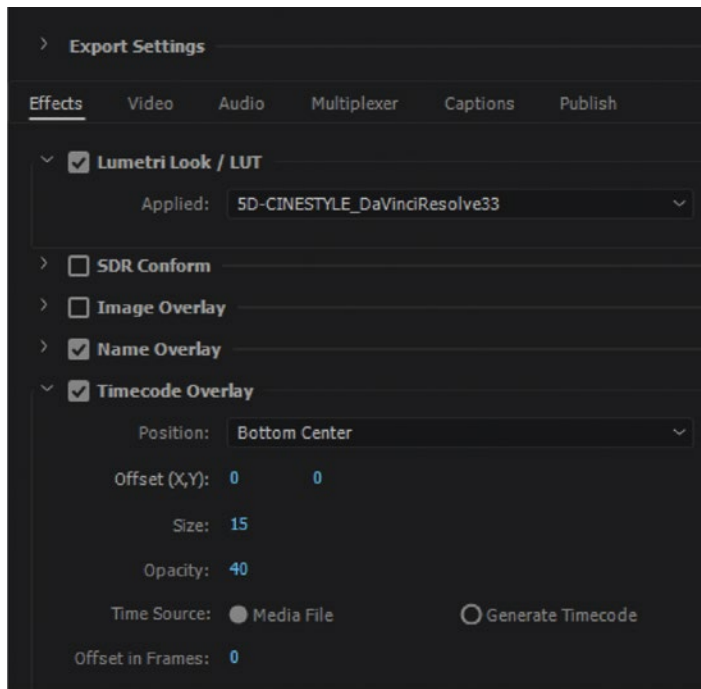 Export Settings
Effects Video Audio Multiplexer Captions Publish
Lumetri Look / LUT
Applied: 5D-CINESTYLE_DaVinciResolve33
SDR Conform
Image Overlay
Name Overlay
Timecode Overlay
Position: Bottom Center
Offset (X,Y): 0 0
Size: 15
Opacity: 40
Time Source: Media File Generate Timecode
Offset in Frames: 0